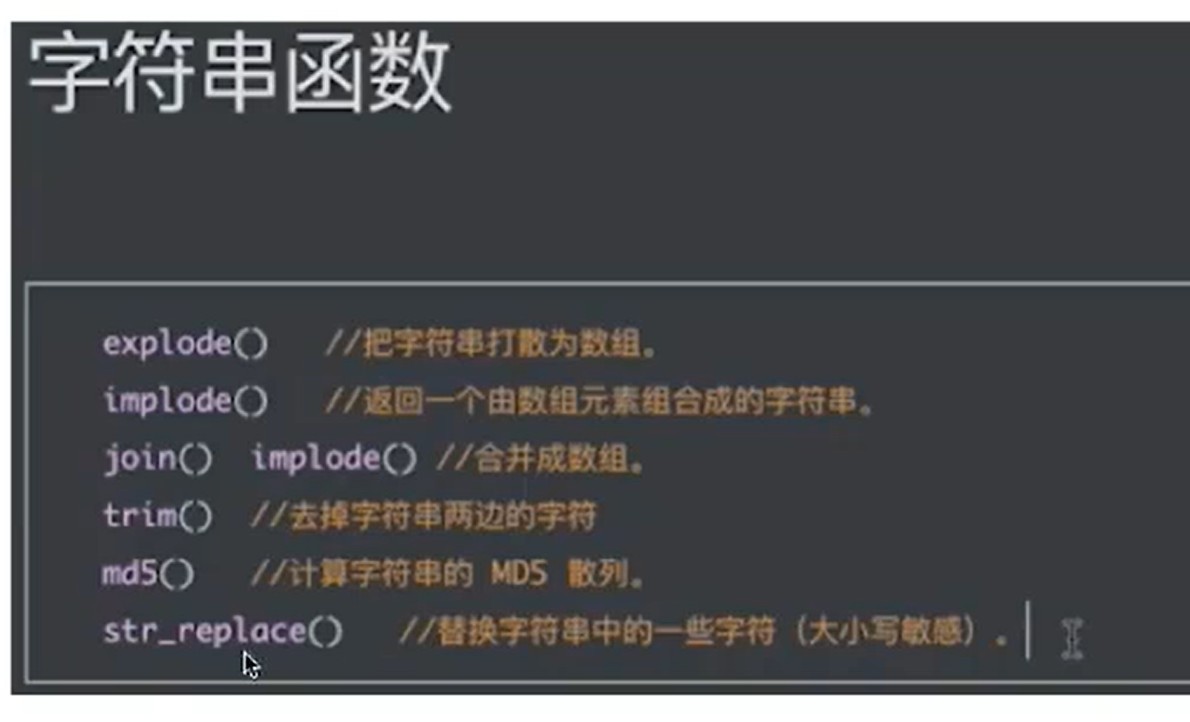 字符串函数
explode()   //把字符串打散为数组。
implode()   //返回一个由数组元素组合成的字符串。
join()  implode() //合并成数组。
trim()  //去掉字符串两边的字符
md5()   //计算字符串的 MD5 散列。
str_replace()   //替换字符串中的一些字符（大小写敏感）。